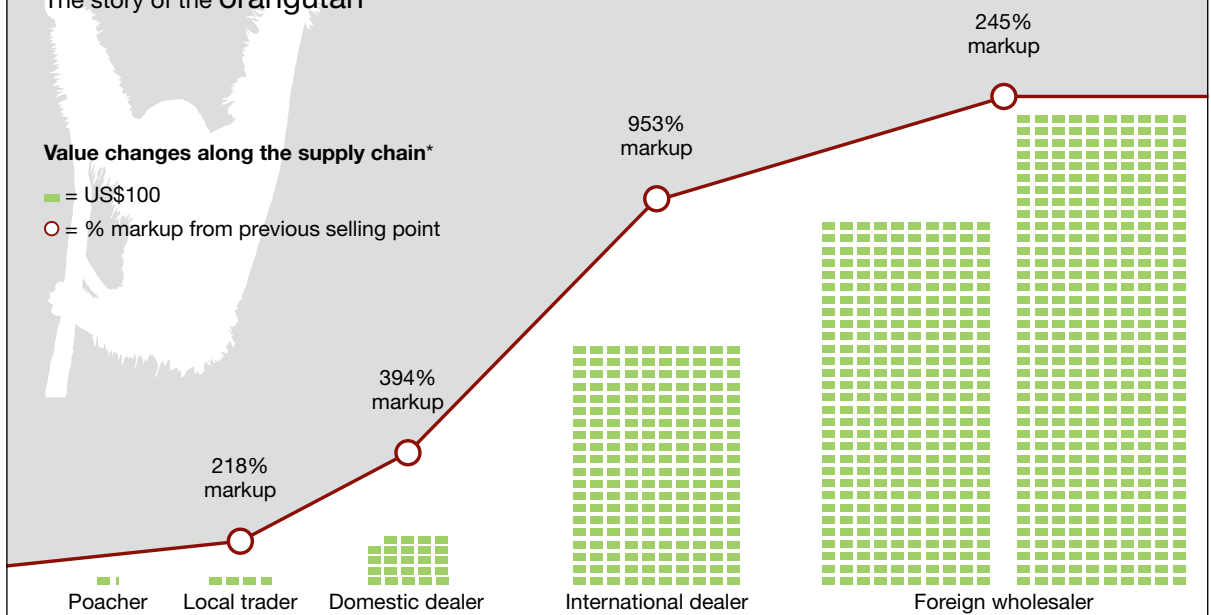 The story of the orangutan
245%
markup
953%
markup
Value changes along the supply chain*
= US$100
= % markup from previous selling point
394%
markup
218%
markup
Poacher Local trader Domestic dealer International dealer Foreign wholesaler